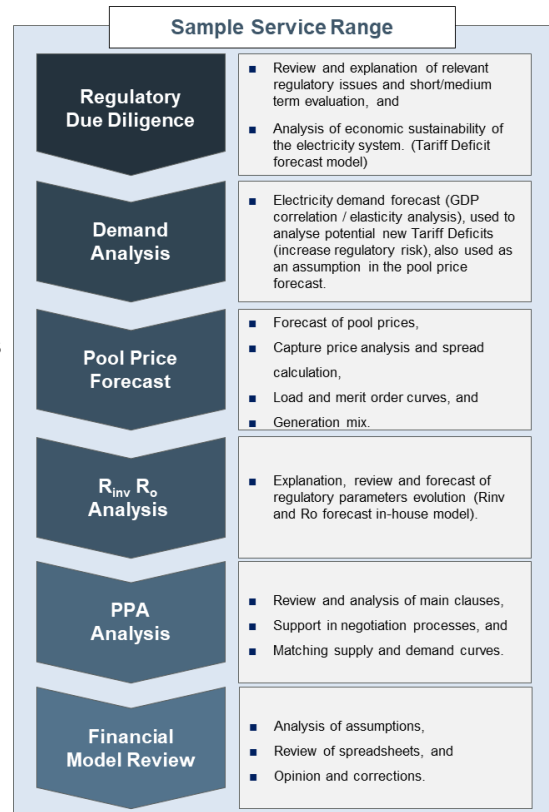 Sample Service Range
Regulatory
Due Diligence
■ Review and explanation of relevant
regulatory issues and short/medium
term evaluation, and
■ Analysis of economic sustainability of
the electricity system. (Tariff Deficit
forecast model)
Demand
Analysis
■ Electricity demand forecast (GDP
correlation / elasticity analysis), used to
analyse potential new Tariff Deficits
(increase regulatory risk), also used as
an assumption in the pool price
forecast.
Pool Price
Forecast
■ Forecast of pool prices,
■ Capture price analysis and spread
calculation,
■ Load and merit order curves, and
■ Generation mix.
Rinv Ro
Analysis
■ Explanation, review and forecast of
regulatory parameters evolution (Rinv
and Ro forecast in-house model).
PPA
Analysis
■ Review and analysis of main clauses,
■ Support in negotiation processes, and
■ Matching supply and demand curves.
Financial
Model Review
■ Analysis of assumptions,
■ Review of spreadsheets, and
■ Opinion and corrections.